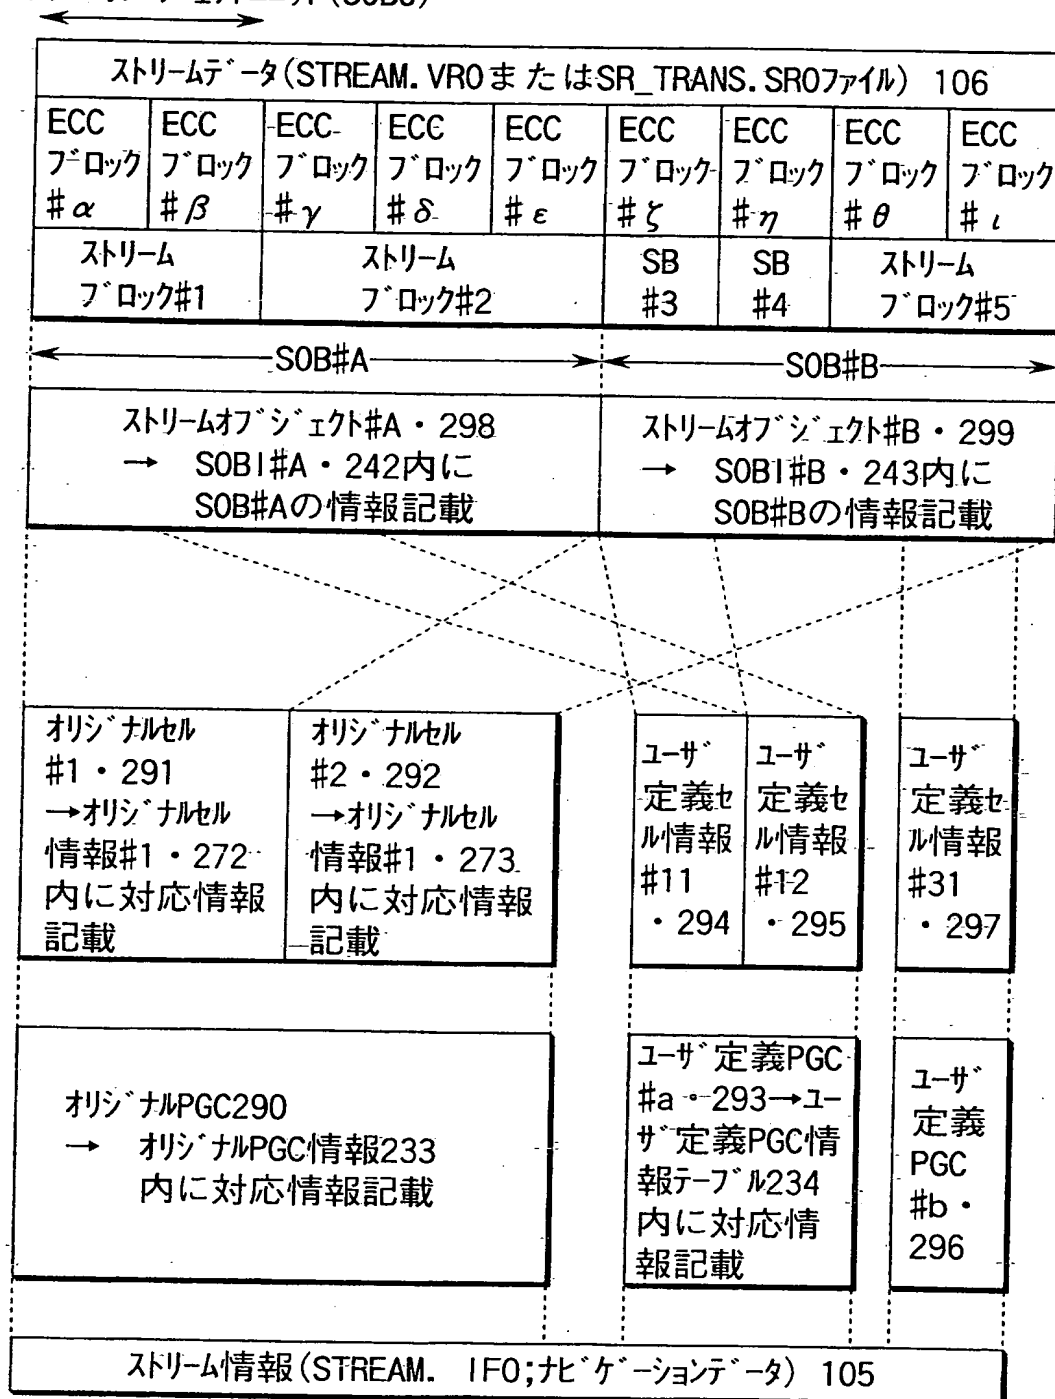 (SOBU)
ストリームデータ(STREAM. VROまたはSR_TRANS. SROファイル) 106
ECC
ブロック
#α
ECC
ブロック
#β
ECC
ブロック
#γ
ECC
ブロック
#δ
ECC
ブロック
#ε
ECC
ブロック
#ζ
ECC
ブロック
#η
ECC
ブロック
#θ
ECC
ブロック
#ι
ストリーム
ブロック#1
ストリーム
ブロック#2
SB
#3
SB
#4
ストリーム
ブロック#5
SOB#A
SOB#B
ストリームオブジェクト#A・298
→ SOBI#A・242内に
SOB#Aの情報記載
ストリームオブジェクト#B・299
→ SOBI#B・243内に
SOB#Bの情報記載
オリジナルセル
#1・291
→オリジナルセル
情報#1・272
内に対応情報
記載
オリジナルセル
#2・292
→オリジナルセル
情報#1・273
内に対応情報
記載
ユーザ
定義セ
ル情報
#11
・294
ユーザ
定義セ
ル情報
#12
・295
ユーザ
定義セ
ル情報
#31
・297
オリジナルPGC290
→ オリジナルPGC情報233
内に対応情報記載
ユーザ定義PGC
#a・293→ユー
ザ定義PGC情
報テーブル234
内に対応情
報記載
ユーザ
定義
PGC
#b・
296
ストリーム情報(STREAM. IFO;ナビゲーションデータ) 105